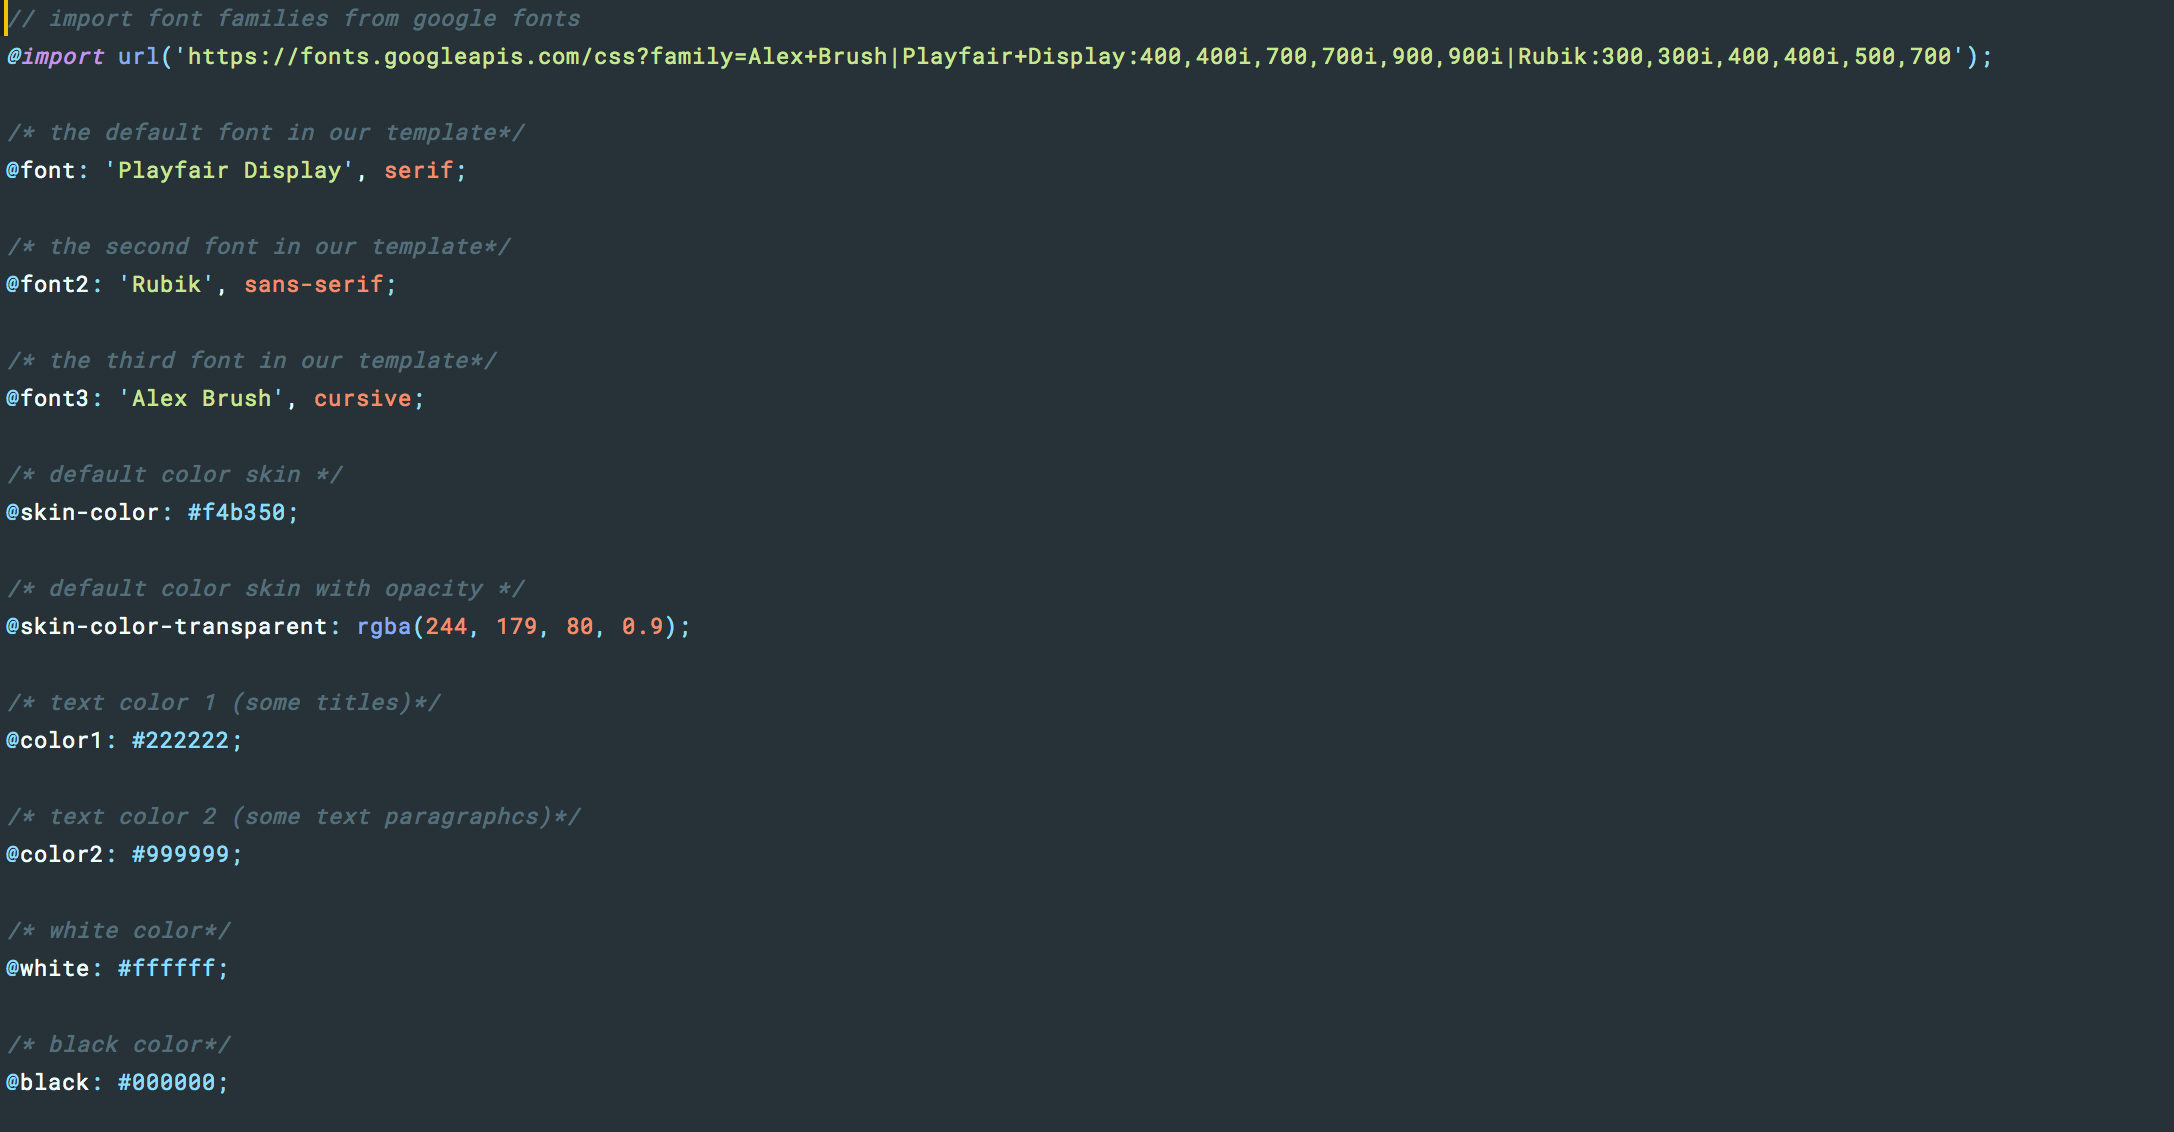 // import font families from google fonts
@import url('https://fonts.googleapis.com/css?family=Alex+Brush|Playfair+Display:400,400i,700,700i,900,900i|Rubik:300,300i,400,400i,500,700');
/* the default font in our template*/
@font: 'Playfair Display', serif;
/* the second font in our template*/
@font2: 'Rubik', sans-serif;
/* the third font in our template*/
@font3: 'Alex Brush', cursive;
/* default color skin */
@skin-color: #f4b350;
/* default color skin with opacity */
@skin-color-transparent: rgba(244, 179, 80, 0.9);
/* text color 1 (some titles)*/
@color1: #222222;
/* text color 2 (some text paragraphcs)*/
@color2: #999999;
/* white color*/
@white: #ffffff;
/* black color*/
@black: #000000;